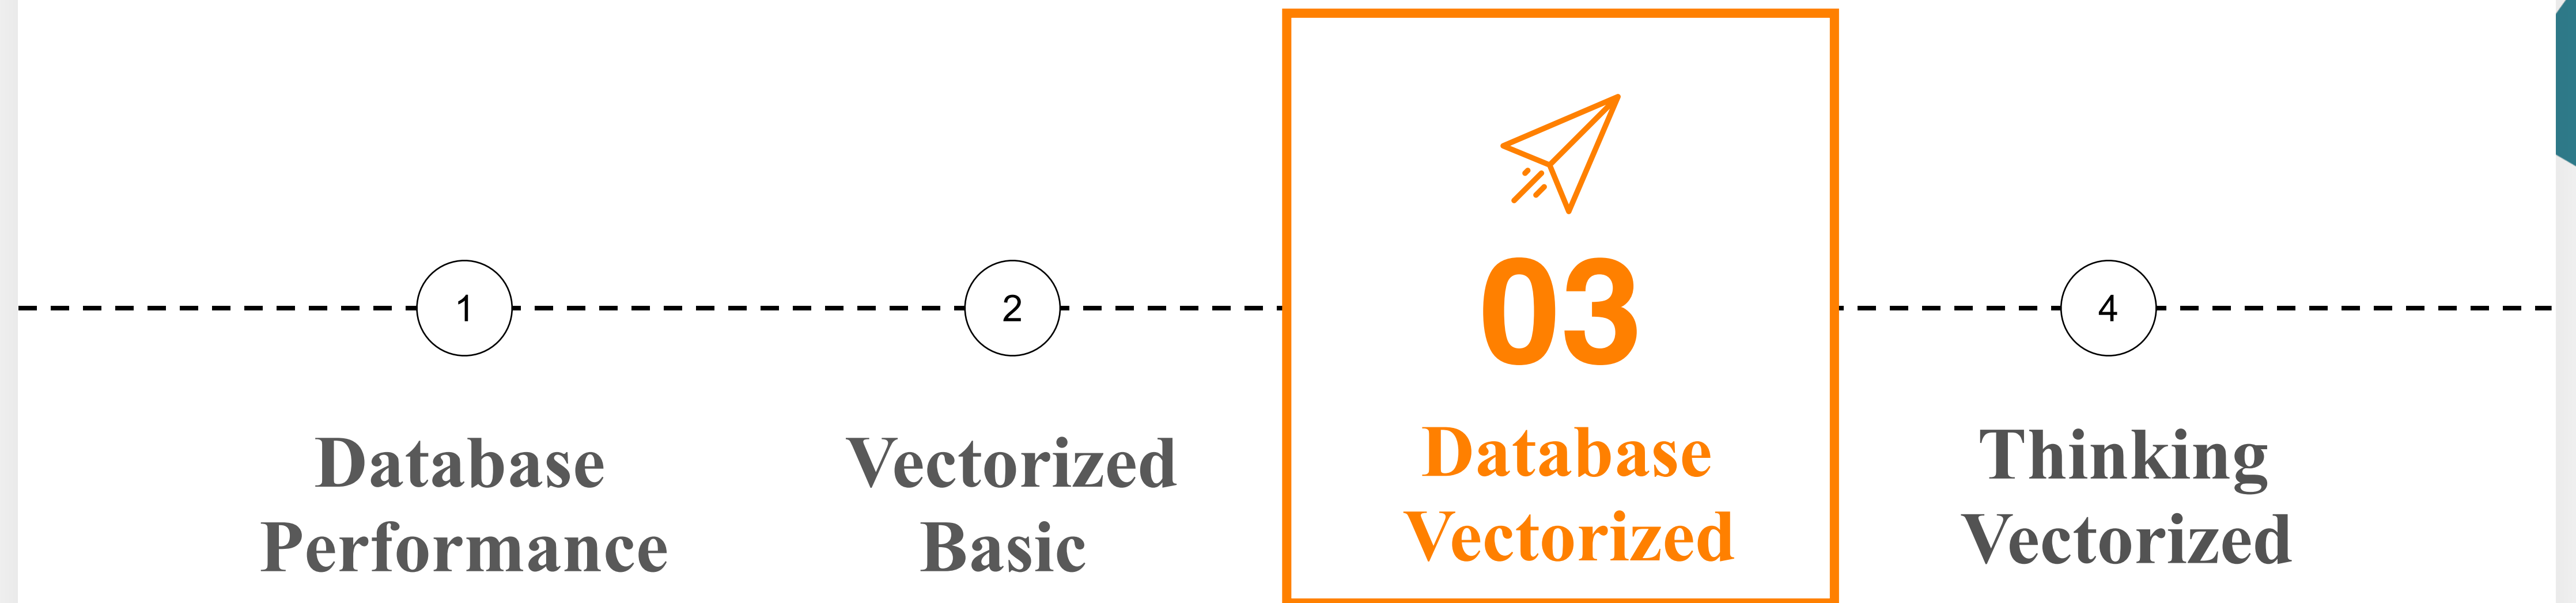 1
Database
Performance
2
Vectorized
Basic
03
Database
Vectorized
4
Thinking
Vectorized